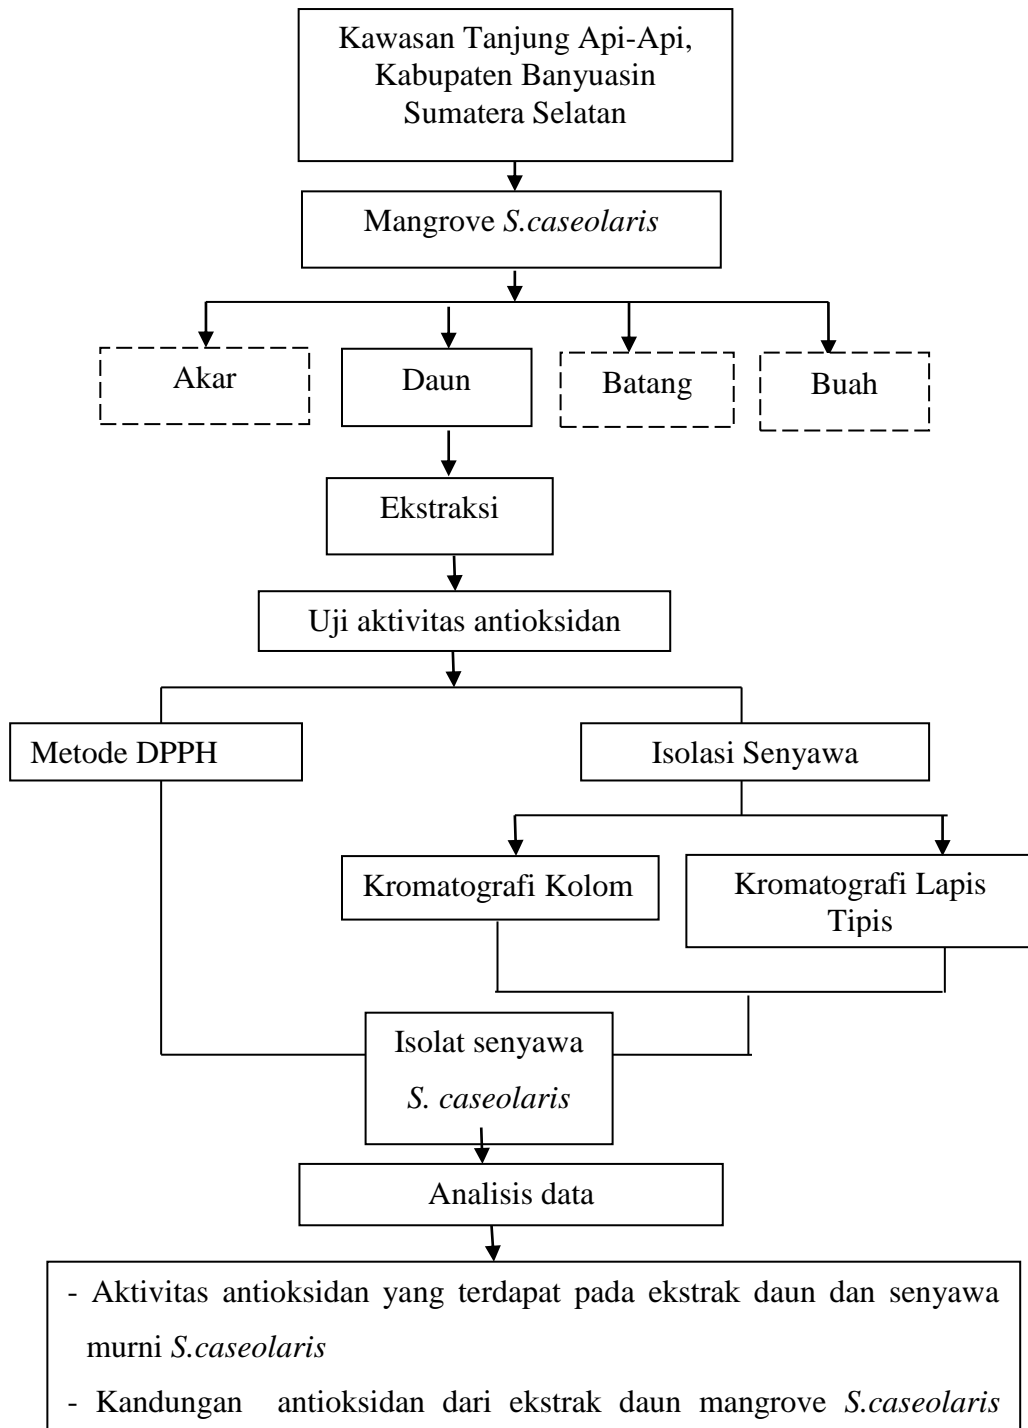 Kawasan Tanjung Api-Api,
Kabupaten Banyuasin
Sumatera Selatan
Mangrove S.caseolaris
Akar
Daun
Batang
Buah
Ekstraksi
Uji aktivitas antioksidan
Metode DPPH
Isolasi Senyawa
Kromatografi Kolom
Kromatografi Lapis
Tipis
Isolat senyawa
S. caseolaris
Analisis data
- Aktivitas antioksidan yang terdapat pada ekstrak daun dan senyawa
murni S.caseolaris
- Kandungan antioksidan dari ekstrak daun mangrove S.caseolaris